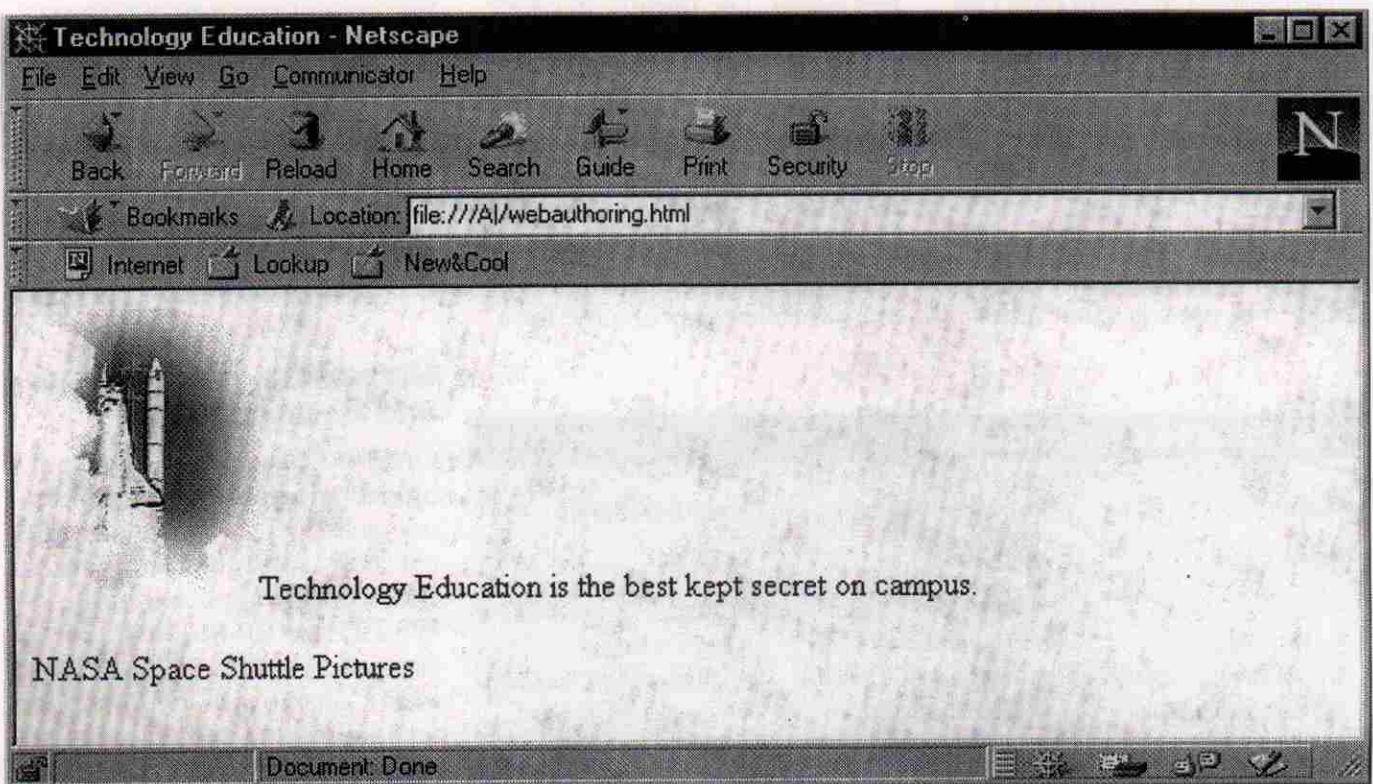 Technology Education - Netscape
File Edit View Go Communicator Help
N
Back Forward Reload Home Search Guide Print Security Stop
Bookmarks Location: file:///A|/webauthoring.html
Internet Lookup New&Cool
Technology Education is the best kept secret on campus.
NASA Space Shuttle Pictures
Document: Done